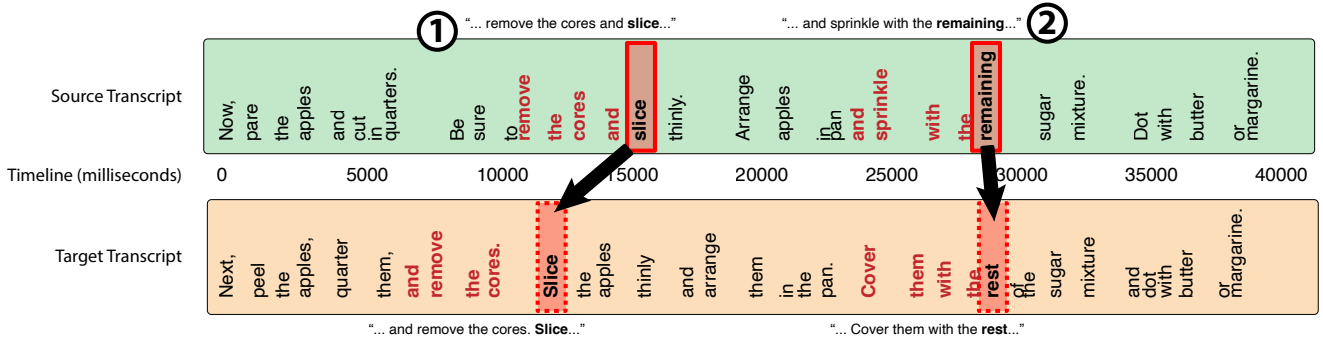 ① "... remove the cores and slice..." "... and sprinkle with the remaining..." ②
Source Transcript
Now, pare the apples and cut in quarters. Be sure to remove the cores and slice thinly. Arrange apples in pan and sprinkle with the remaining sugar mixture. Dot with butter or margarine.
Timeline (milliseconds) 0 5000 10000 15000 20000 25000 30000 35000 40000
Target Transcript
Next, peel the apples, quarter them, and remove the cores. Slice the apples thinly and arrange them in the pan. Cover them with the rest of the sugar mixture and dot with butter or margarine.
"... and remove the cores. Slice..." "... Cover them with the rest..."